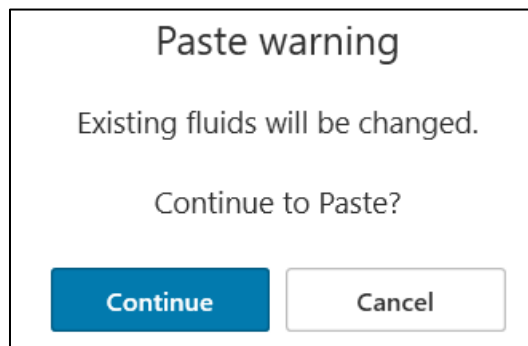 Paste warning
Existing fluids will be changed.
Continue to Paste?
Continue
Cancel